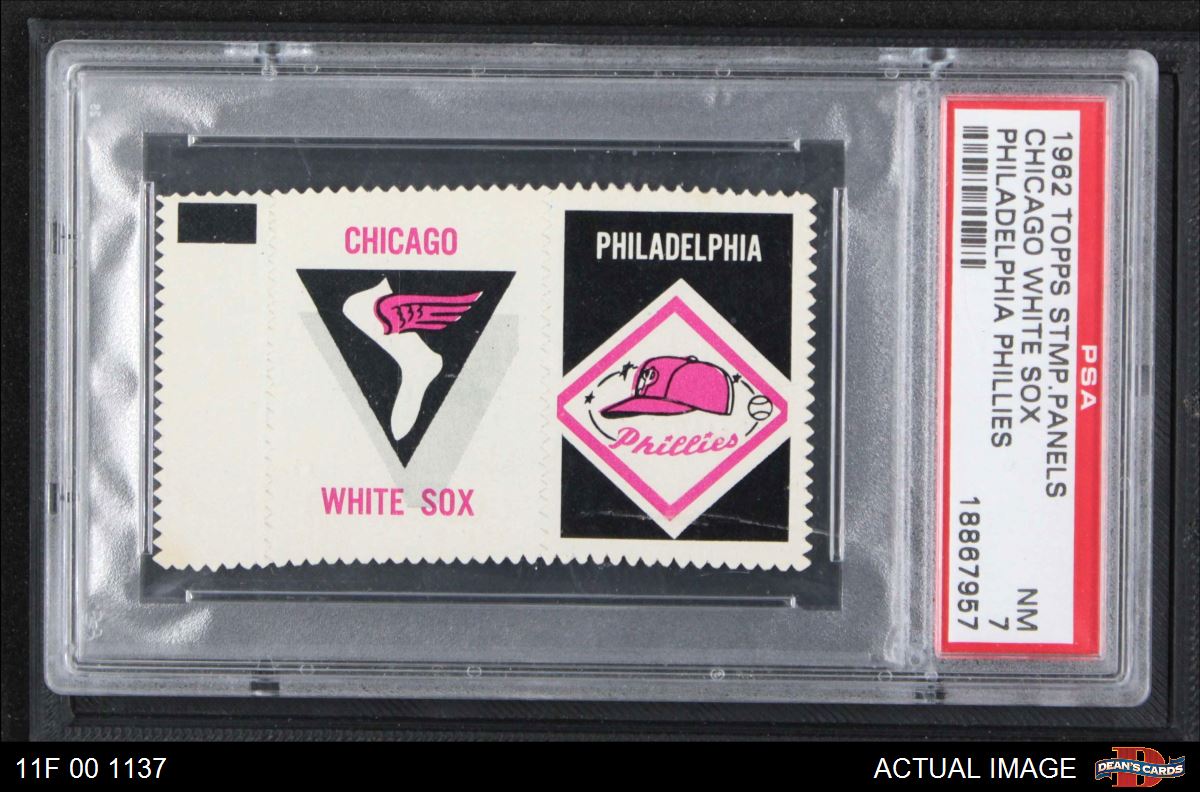 CHICAGO
WHITE SOX
PHILADELPHIA
Phillies
PSA
1962 TOPPS STMP.PANELS
CHICAGO WHITE SOX NM
PHILADELPHIA PHILLIES 7
18867957
11F 00 1137
ACTUAL IMAGE
DEAN'S CARDS